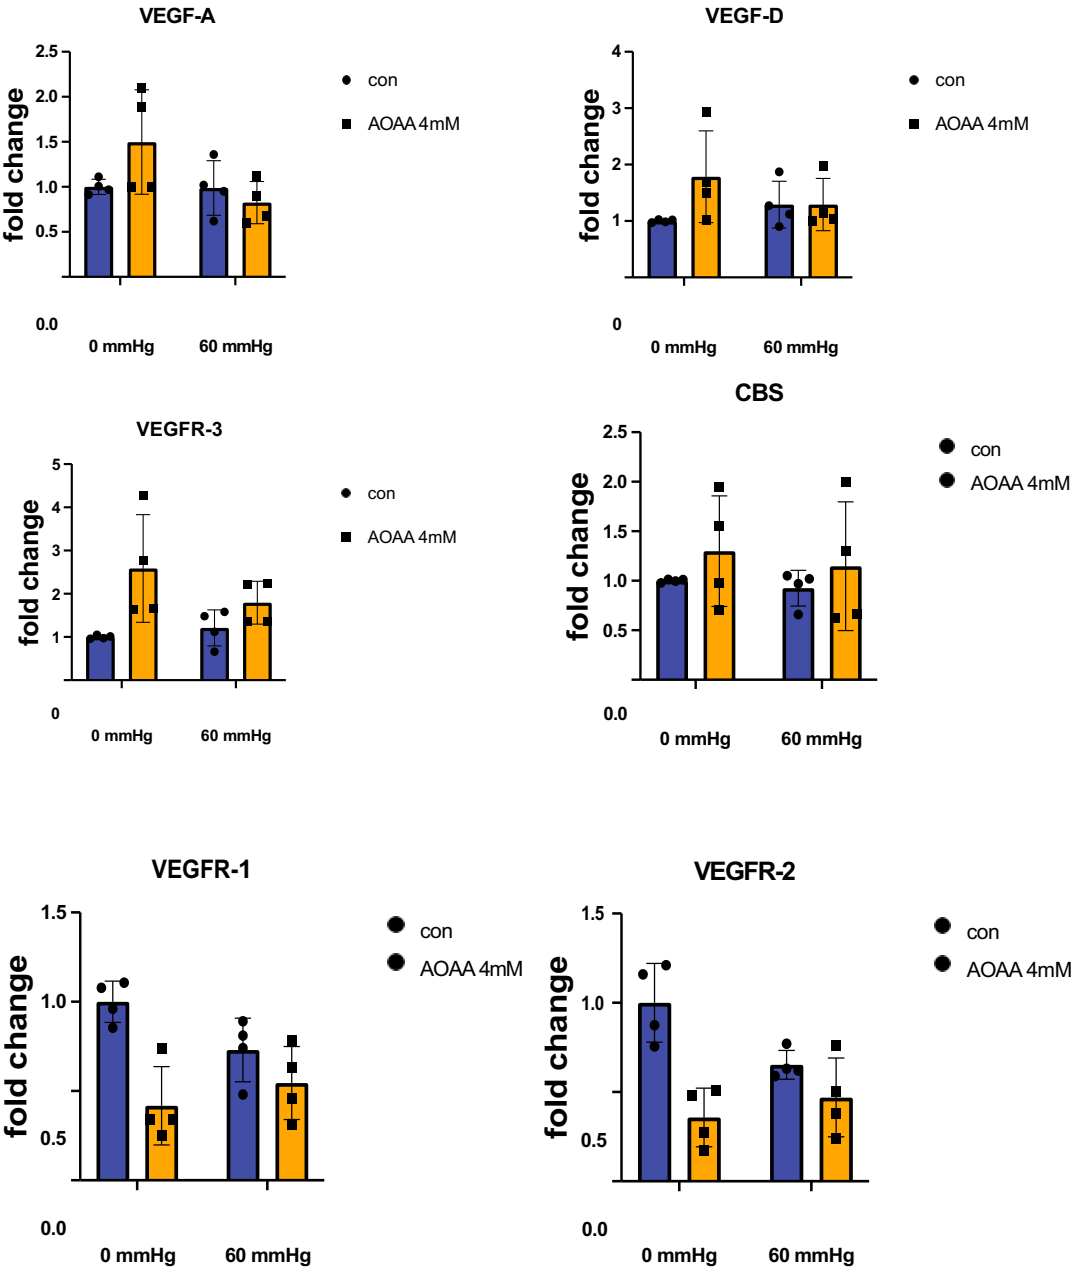 VEGF-A
2.5
2.0
1.5
1.0
0.5
0.0
fold change
0 mmHg 60 mmHg
con
AOAA 4mM
VEGF-D
4
3
2
1
0
fold change
0 mmHg 60 mmHg
con
AOAA 4mM
VEGFR-3
5
4
3
2
1
0
fold change
0 mmHg 60 mmHg
con
AOAA 4mM
CBS
2.5
2.0
1.5
1.0
0.5
0.0
fold change
0 mmHg 60 mmHg
con
AOAA 4mM
VEGFR-1
1.5
1.0
0.5
0.0
fold change
0 mmHg 60 mmHg
con
AOAA 4mM
VEGFR-2
1.5
1.0
0.5
0.0
fold change
0 mmHg 60 mmHg
con
AOAA 4mM